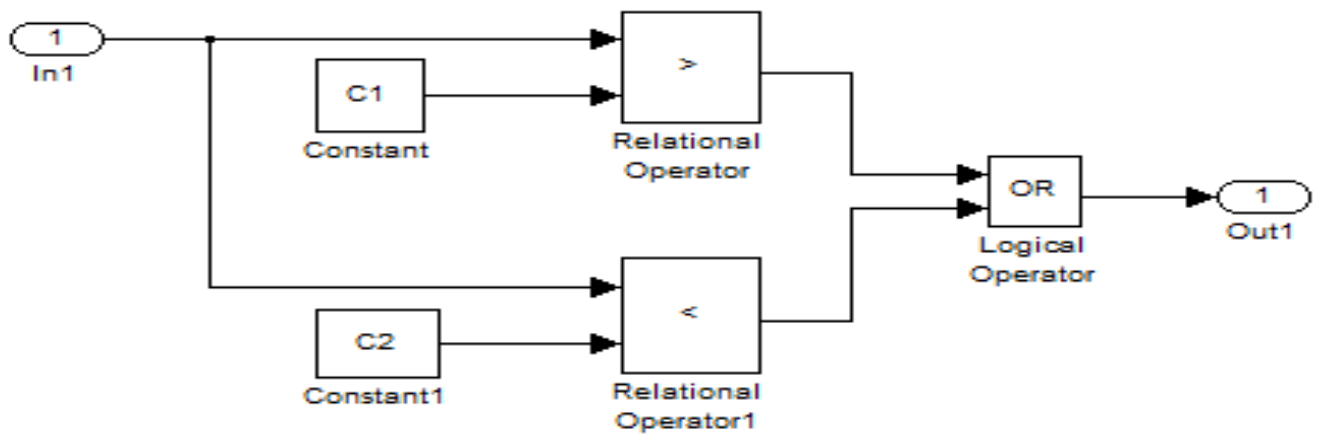 1
In1
C1
Constant
>
Relational
Operator
OR
Logical
Operator
1
Out1
C2
Constant1
<
Relational
Operator1